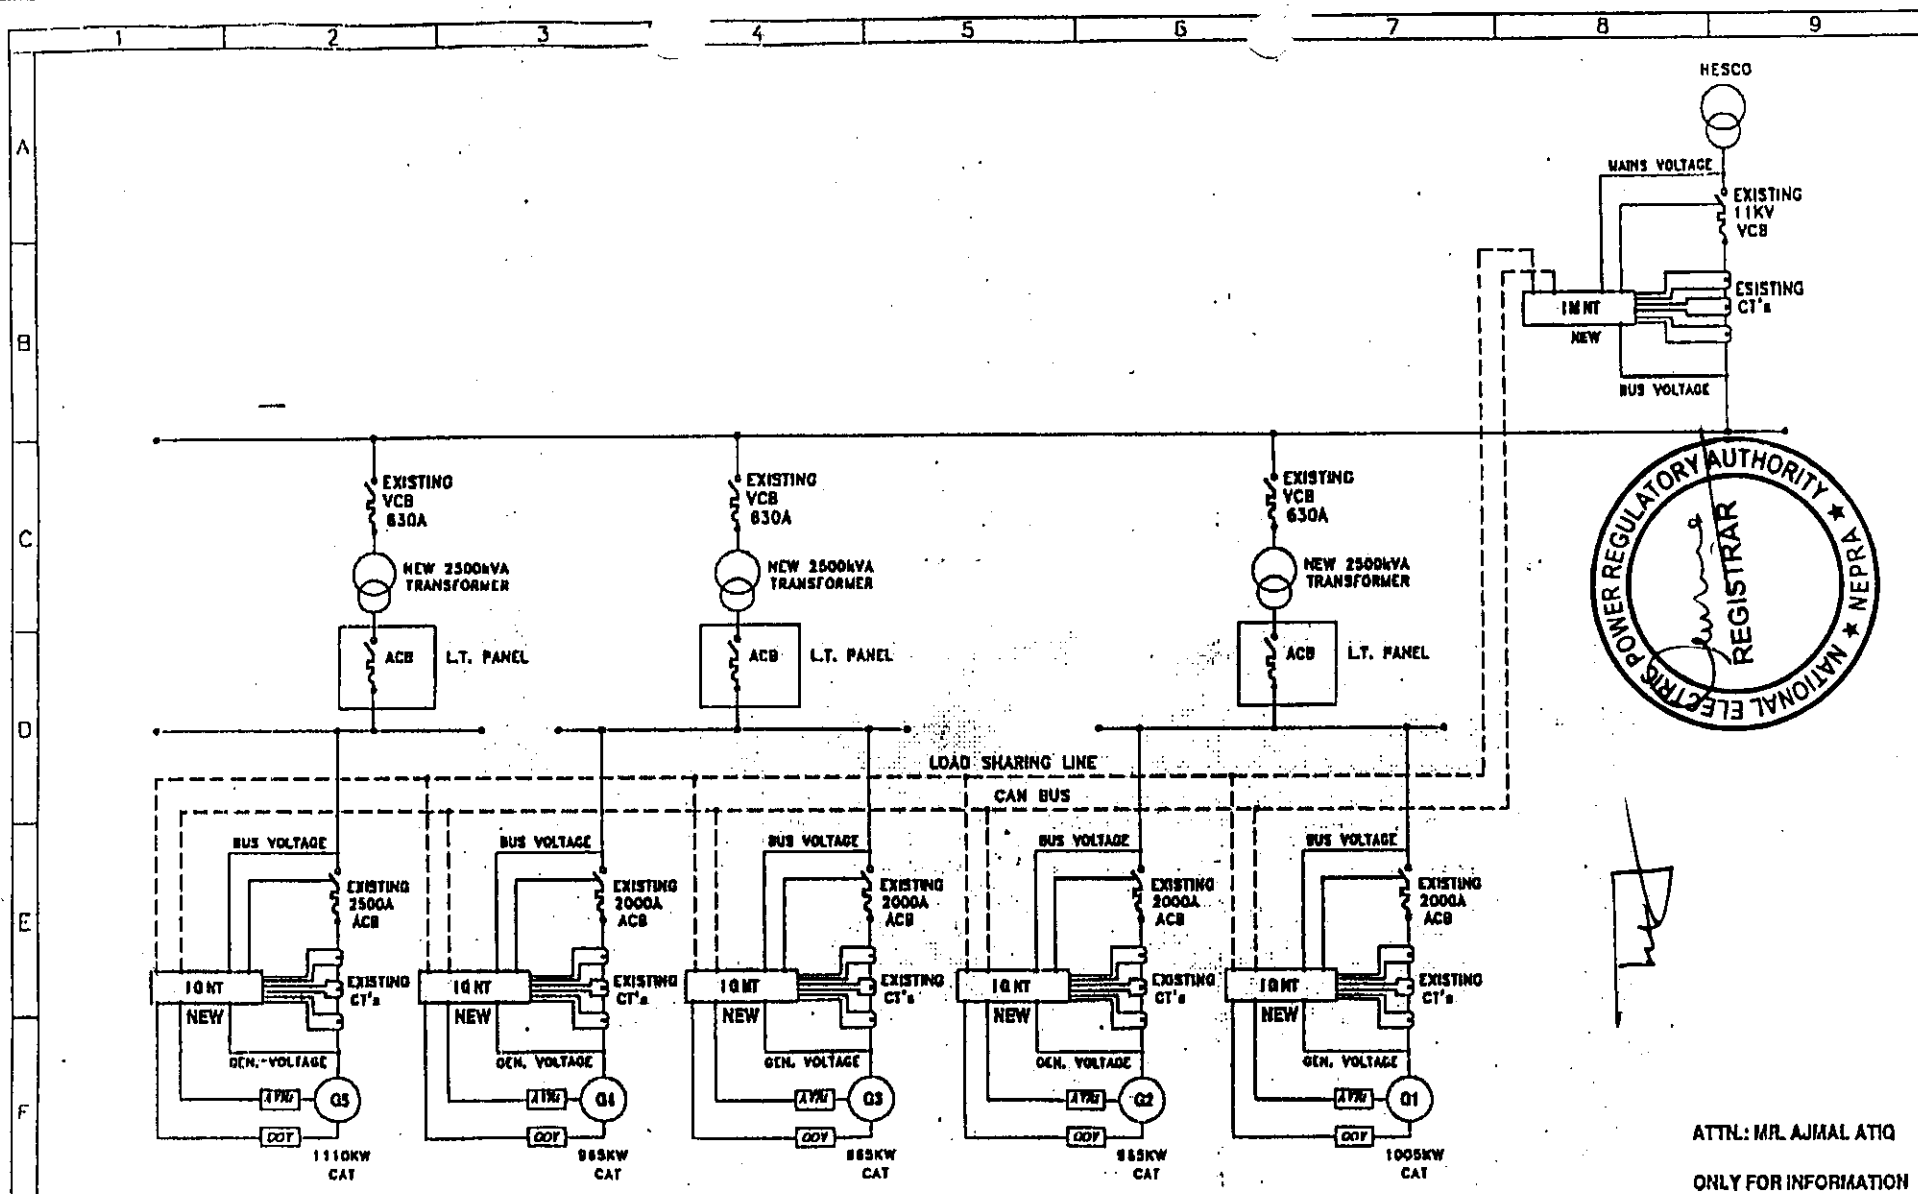 1 2 3 4 5 6 7 8 9
A
B
C
D
E
F
HESCO
MAINS VOLTAGE
EXISTING
11KV
VCB
ESISTING
CT's
IMNT
NEW
BUS VOLTAGE
EXISTING
VCB
630A
EXISTING
VCB
630A
EXISTING
VCB
630A
NEW 2500kVA
TRANSFORMER
NEW 2500kVA
TRANSFORMER
NEW 2500kVA
TRANSFORMER
ACB
L.T. PANEL
ACB
L.T. PANEL
ACB
L.T. PANEL
NATIONAL ELECTRIC POWER REGULATORY AUTHORITY ★ NEPRA ★
REGISTRAR
LOAD SHARING LINE
CAN BUS
BUS VOLTAGE
BUS VOLTAGE
BUS VOLTAGE
BUS VOLTAGE
BUS VOLTAGE
EXISTING
2500A
ACB
EXISTING
2000A
ACB
EXISTING
2000A
ACB
EXISTING
2000A
ACB
EXISTING
2000A
ACB
IGNT
NEW
EXISTING
CT's
IGNT
NEW
EXISTING
CT's
IGNT
NEW
EXISTING
CT's
IGNT
NEW
EXISTING
CT's
IGNT
NEW
EXISTING
CT's
GEN. VOLTAGE
GEN. VOLTAGE
GEN. VOLTAGE
GEN. VOLTAGE
GEN. VOLTAGE
G5
G4
G3
G2
G1
1110KW
CAT
CAT
CAT
CAT
1005KW
CAT
ATTN.: MR. AJMAL ATIQ
ONLY FOR INFORMATION